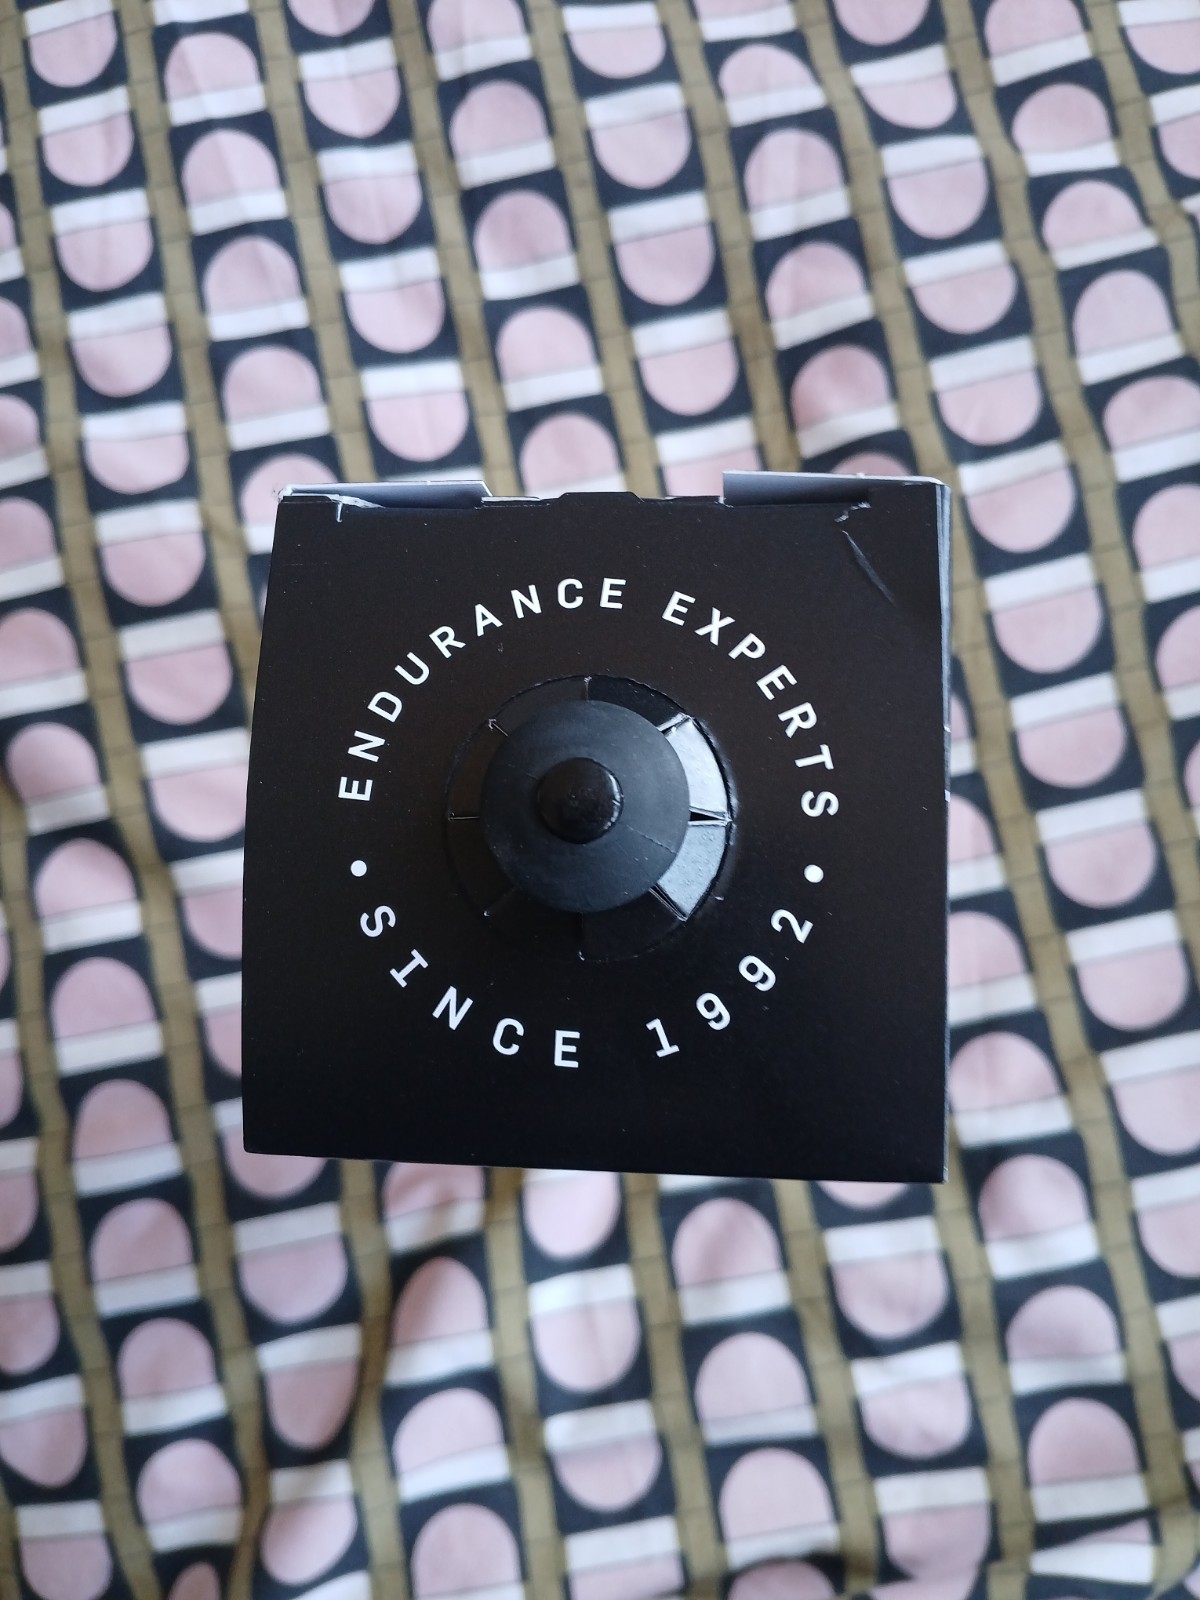 ENDURANCE EXPERTS
• SINCE 1992 •